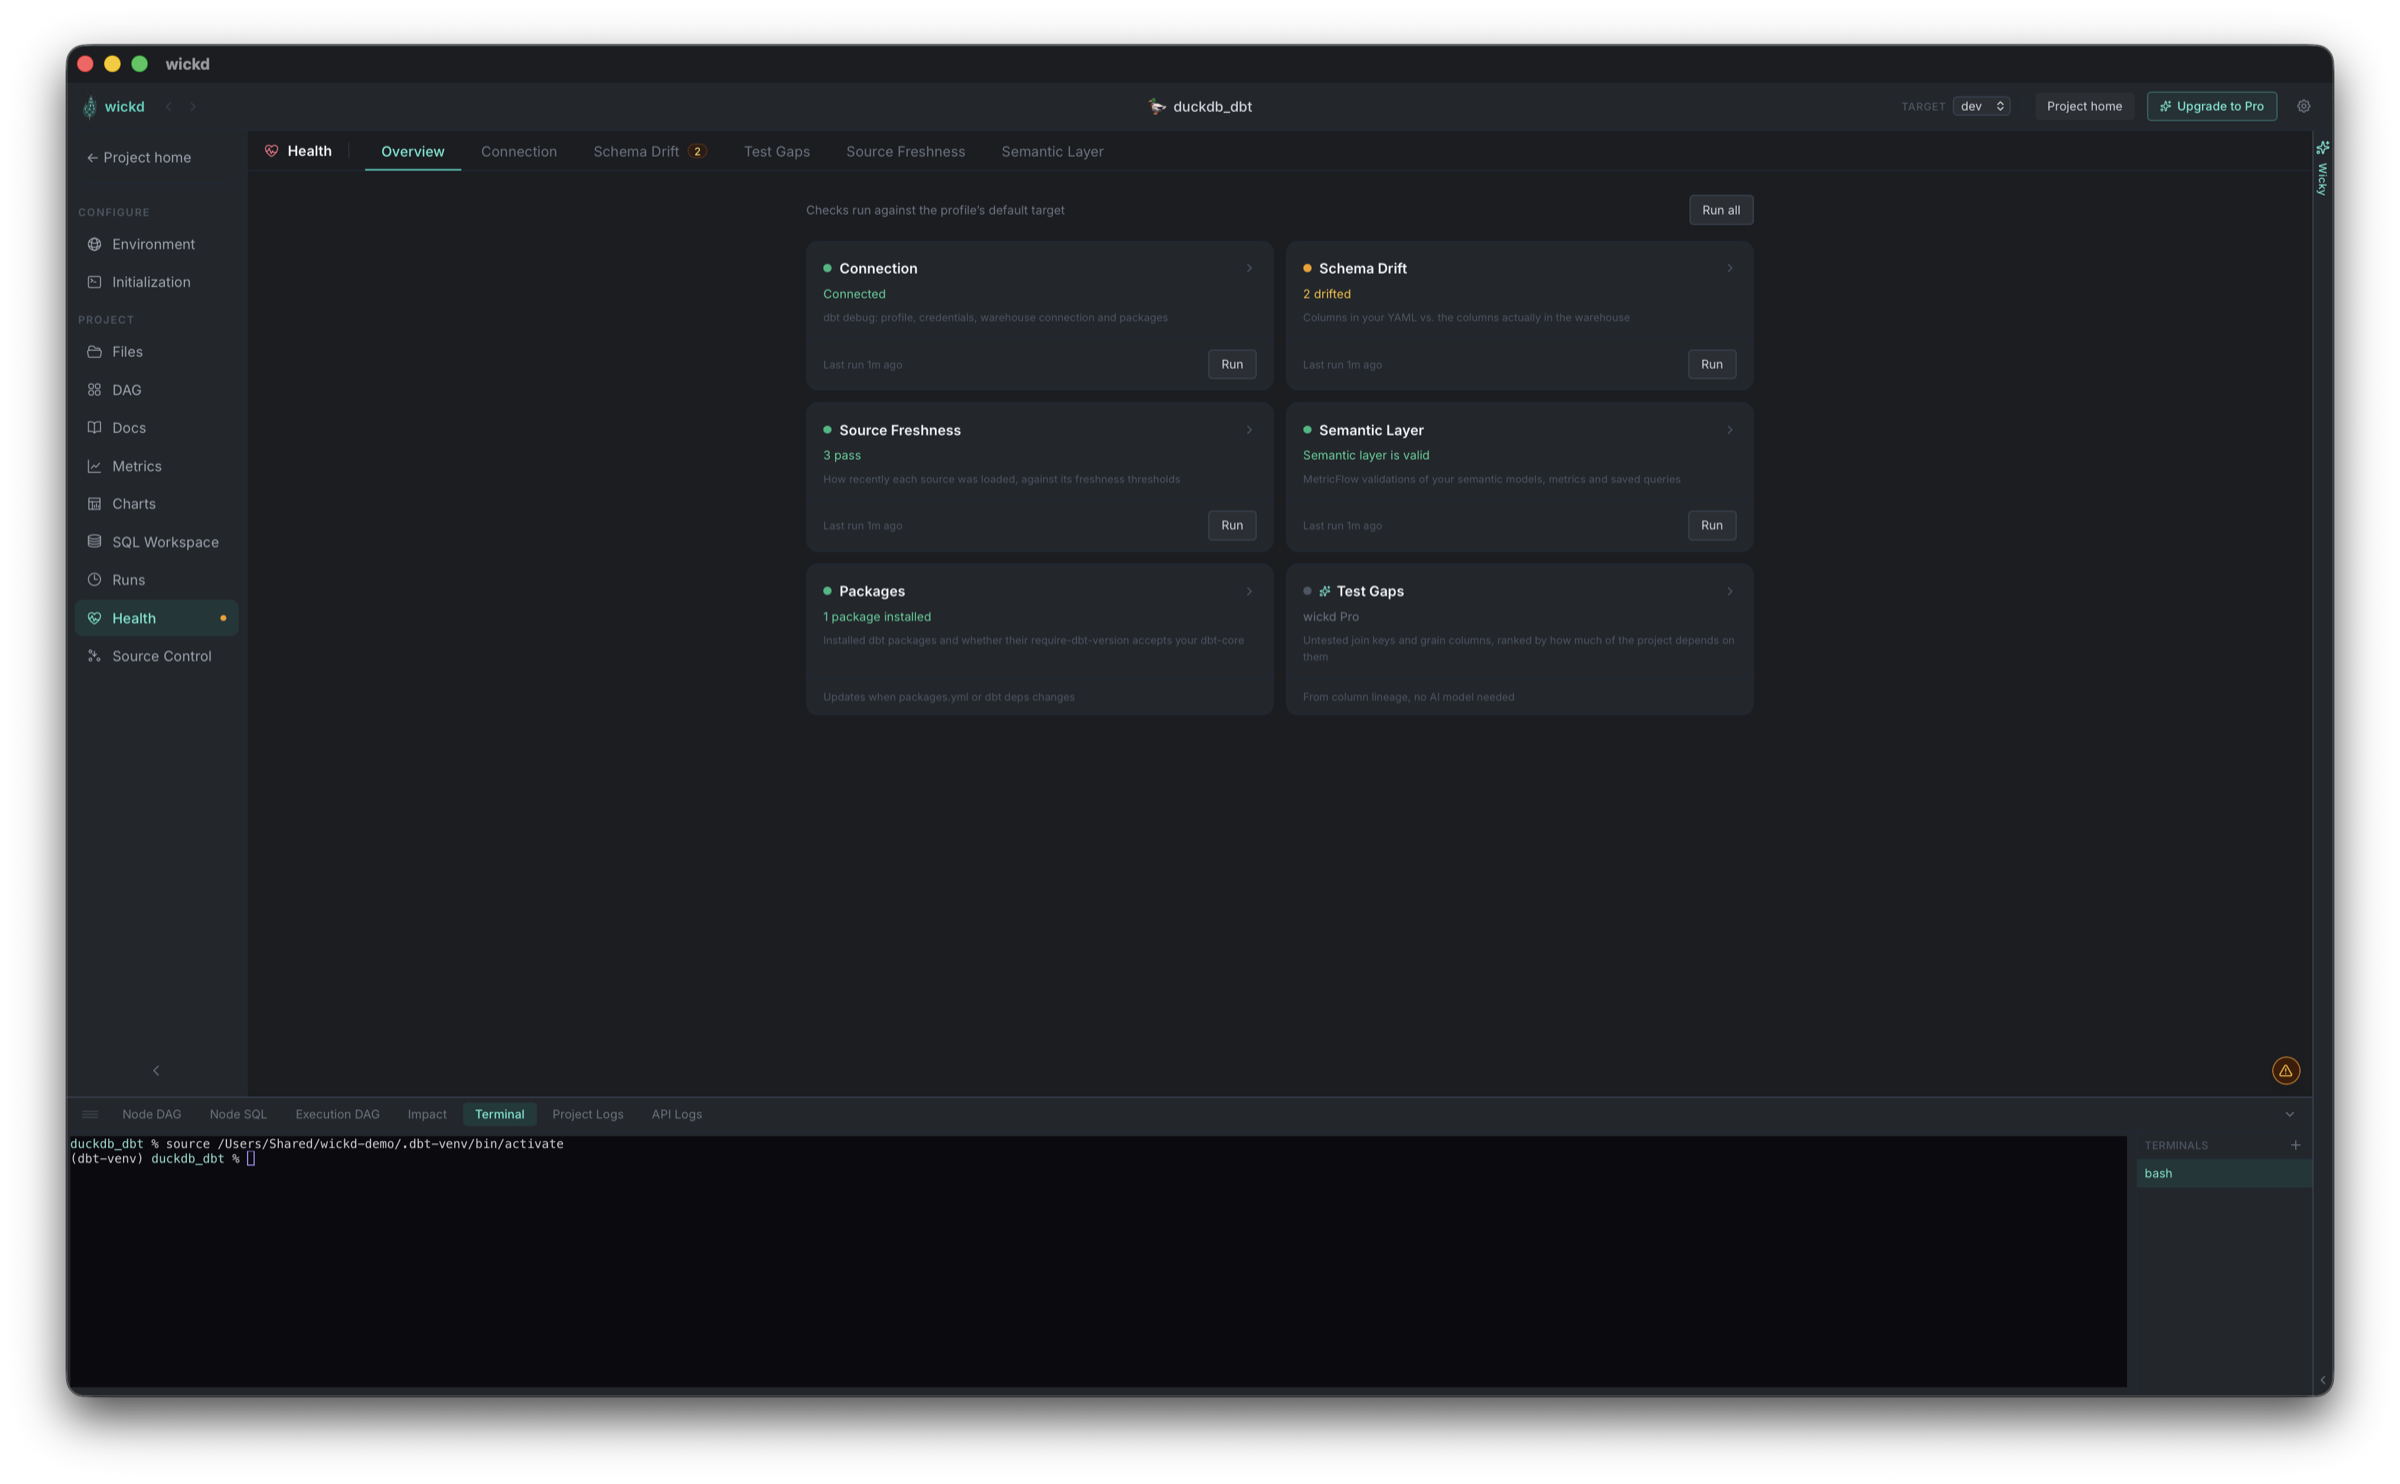 wickd
wickd
duckdb_dbt
TARGET
dev
Project home
Upgrade to Pro
Project home
CONFIGURE
Environment
Initialization
PROJECT
Files
DAG
Docs
Metrics
Charts
SQL Workspace
Runs
Health
Source Control
Health
Overview
Connection
Schema Drift 2
Test Gaps
Source Freshness
Semantic Layer
Wicky
Checks run against the profile's default target
Run all
Connection
Connected
dbt debug: profile, credentials, warehouse connection and packages
Last run 1m ago
Run
Schema Drift
2 drifted
Columns in your YAML vs. the columns actually in the warehouse
Last run 1m ago
Run
Source Freshness
3 pass
How recently each source was loaded, against its freshness thresholds
Last run 1m ago
Run
Semantic Layer
Semantic layer is valid
MetricFlow validations of your semantic models, metrics and saved queries
Last run 1m ago
Run
Packages
1 package installed
Installed dbt packages and whether their require-dbt-version accepts your dbt-core
Updates when packages.yml or dbt deps changes
Test Gaps
wickd Pro
Untested join keys and grain columns, ranked by how much of the project depends on
them
From column lineage, no AI model needed
Node DAG
Node SQL
Execution DAG
Impact
Terminal
Project Logs
API Logs
duckdb_dbt % source /Users/Shared/wickd-demo/.dbt-venv/bin/activate
(dbt-venv) duckdb_dbt %
TERMINALS
bash